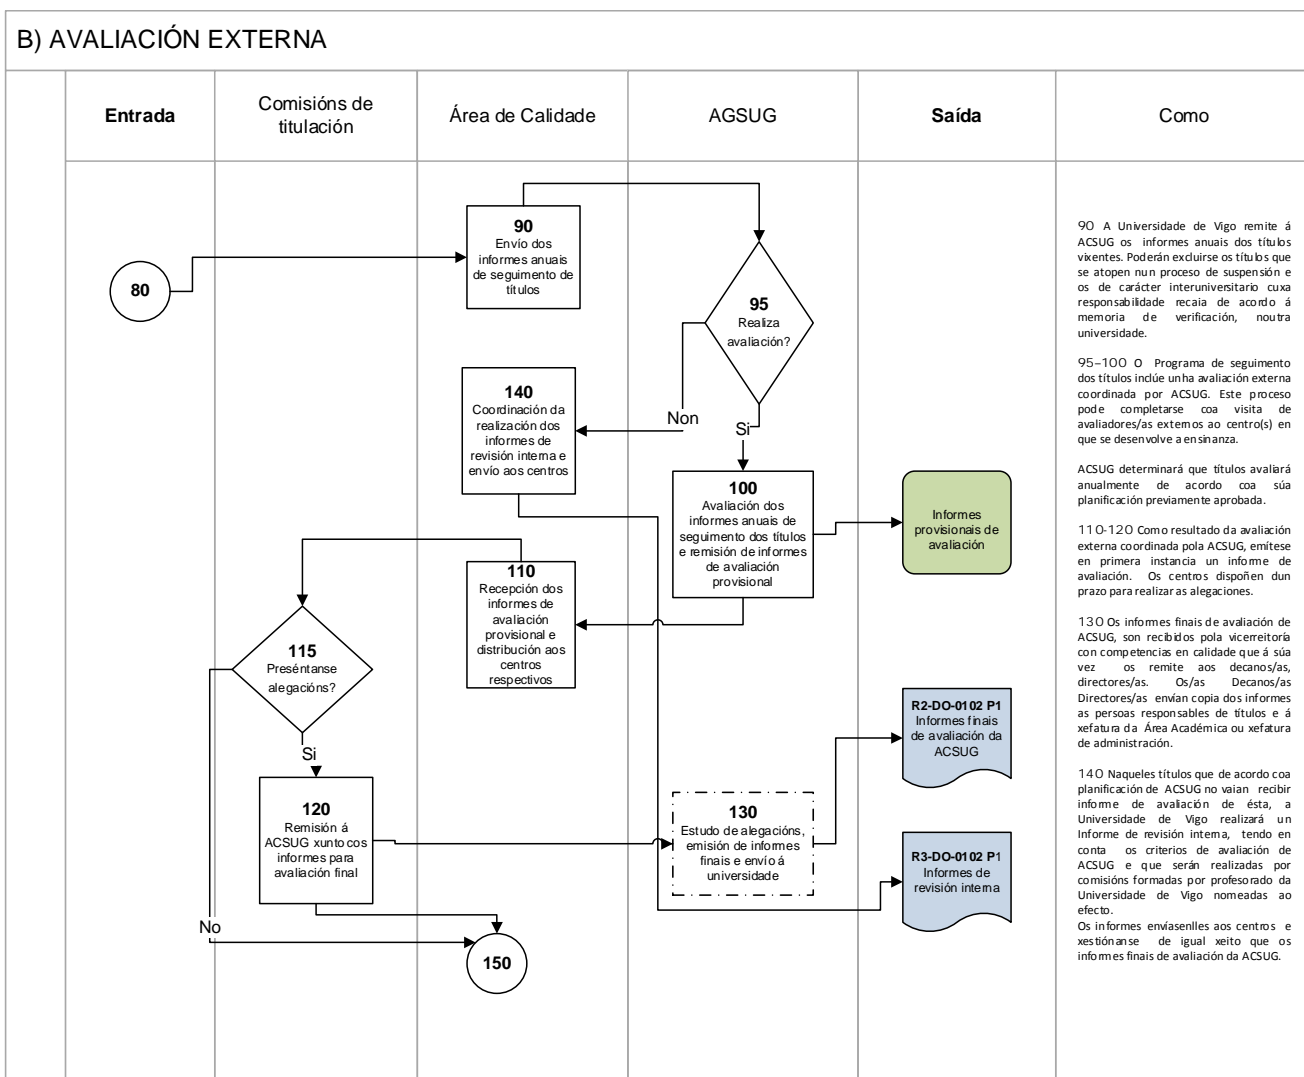 B) AVALIACIÓN EXTERNA
Entrada
Comisións de
titulación
Área de Calidade
AGSUG
Saída
Como
80
90
Envío dos
informes anuais
de seguimento de
títulos
95
Realiza
avaliación?
Non
Si
140
Coordinación da
realización dos
informes de
revisión interna e
envío aos centros
100
Avaliación dos
informes anuais de
seguimento dos títulos
e remisión de informes
de avaliación
provisional
Informes
provisionais de
avaliación
110
Recepción dos
informes de
avaliación
provisional e
distribución aos
centros
respectivos
115
Preséntanse
alegacións?
Si
No
120
Remisión á
ACSUG xunto cos
informes para
avaliación final
130
Estudo de alegacións,
emisión de informes
finais e envío á
universidade
R2-DO-0102 P1
Informes finais
de avaliación da
ACSUG
R3-DO-0102 P1
Informes de
revisión interna
150
90 A Universidade de Vigo remite á
ACSUG os informes anuais dos títulos
vixentes. Poderán excluirse os títulos que
se atopen nun proceso de suspensión e
os de carácter interuniversitario cuxa
responsabilidade recaia de acordo á
memoria de verificación, noutra
universidade.
95–100 O Programa de seguimento
dos títulos inclúe unha avaliación externa
coordinada por ACSUG. Este proceso
pode completarse coa visita de
avaliadores/as externos ao centro(s) en
que se desenvolve a ensinanza.
ACSUG determinará que títulos avaliará
anualmente de acordo coa súa
planificación previamente aprobada.
110-120 Como resultado da avaliación
externa coordinada pola ACSUG, emítese
en primera instancia un informe de
avaliación. Os centros dispoñen dun
prazo para realizar as alegaciones.
130 Os informes finais de avaliación de
ACSUG, son recibidos pola vicerreitoría
con competencias en calidade que á súa
vez os remite aos decanos/as,
directores/as. Os/as Decanos/as
Directores/as envían copia dos informes
as persoas responsables de títulos e á
xefatura da Área Académica ou xefatura
de administración.
140 Naqueles títulos que de acordo coa
planificación de ACSUG no vaian recibir
informe de avaliación de ésta, a
Universidade de Vigo realizará un
Informe de revisión interna, tendo en
conta os criterios de avaliación de
ACSUG e que serán realizadas por
comisións formadas por profesorado da
Universidade de Vigo nomeadas ao
efecto.
Os informes envíasenlles aos centros e
xestiónanse de igual xeito que os
informes finais de avaliación da ACSUG.